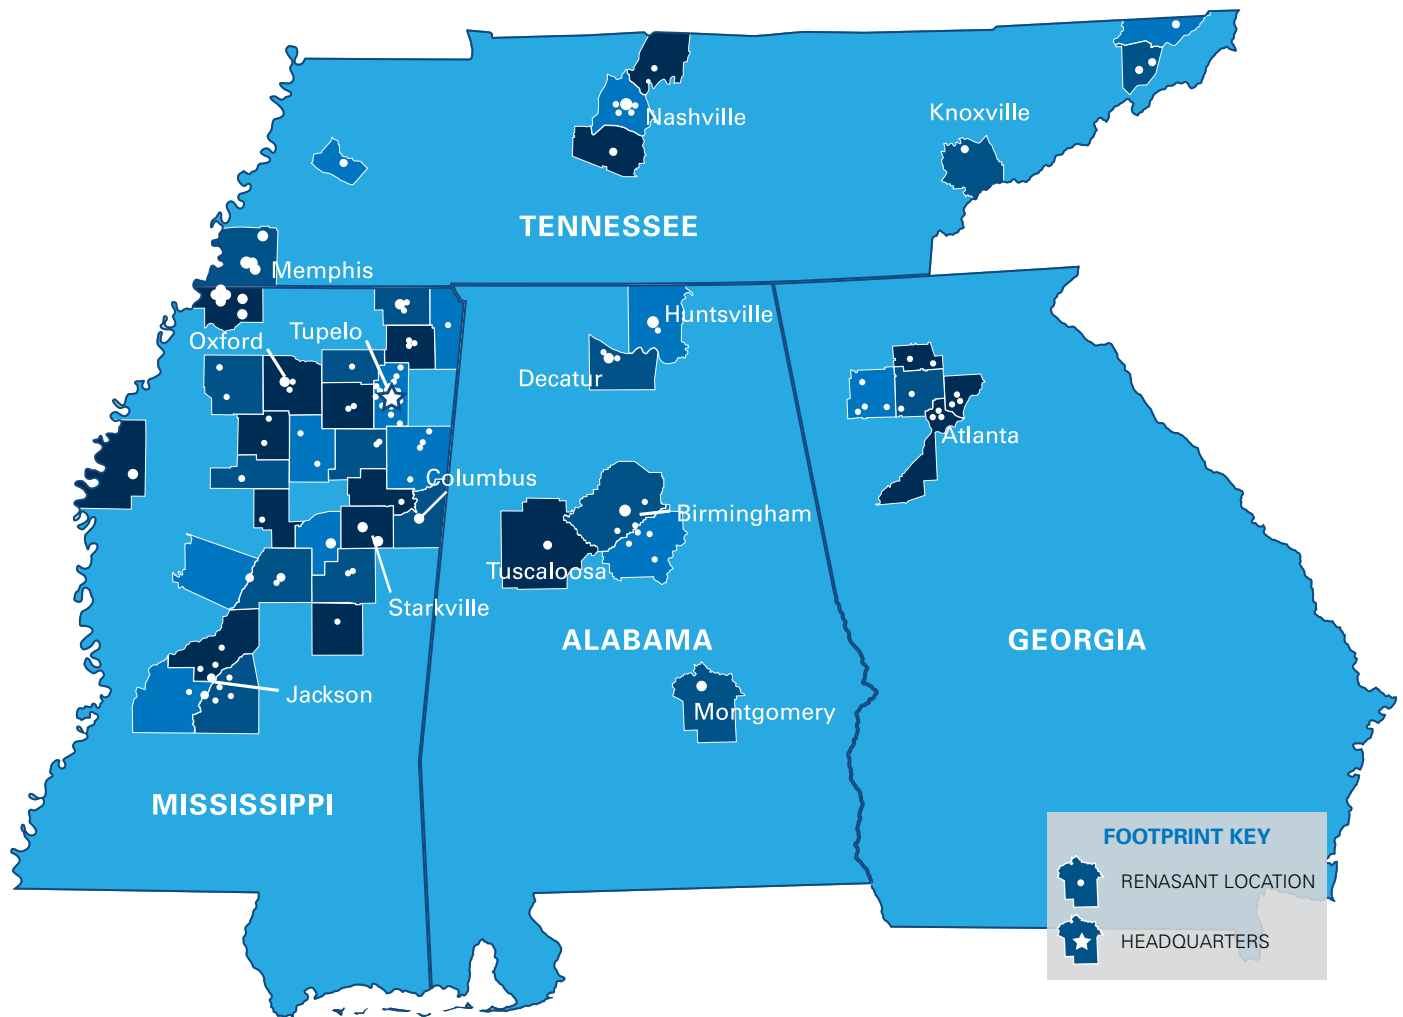 Knoxville
Nashville
TENNESSEE
Memphis
Huntsville
Tupelo
Oxford
Decatur
Atlanta
Columbus
Birmingham
Tuscaloosa
Starkville
ALABAMA
GEORGIA
Jackson
Montgomery
MISSISSIPPI
FOOTPRINT KEY
RENASANT LOCATION
HEADQUARTERS